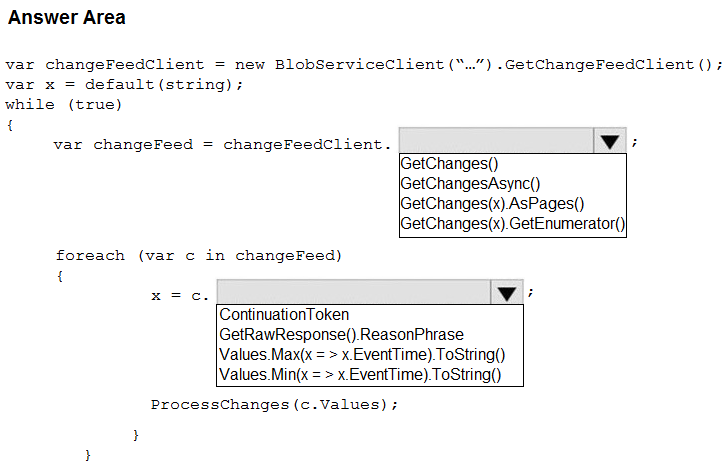 Answer Area
var changeFeedClient = new BlobServiceClient(“…”).GetChangeFeedClient();
var x = default(string);
while (true)
{
var changeFeed = changeFeedClient. ;
GetChanges()
GetChangesAsync()
GetChanges(x).AsPages()
GetChanges(x).GetEnumerator()
foreach (var c in changeFeed)
{
x = c. ;
ContinuationToken
GetRawResponse().ReasonPhrase
Values.Max(x = > x.EventTime).ToString()
Values.Min(x = > x.EventTime).ToString()
ProcessChanges(c.Values);
}
}